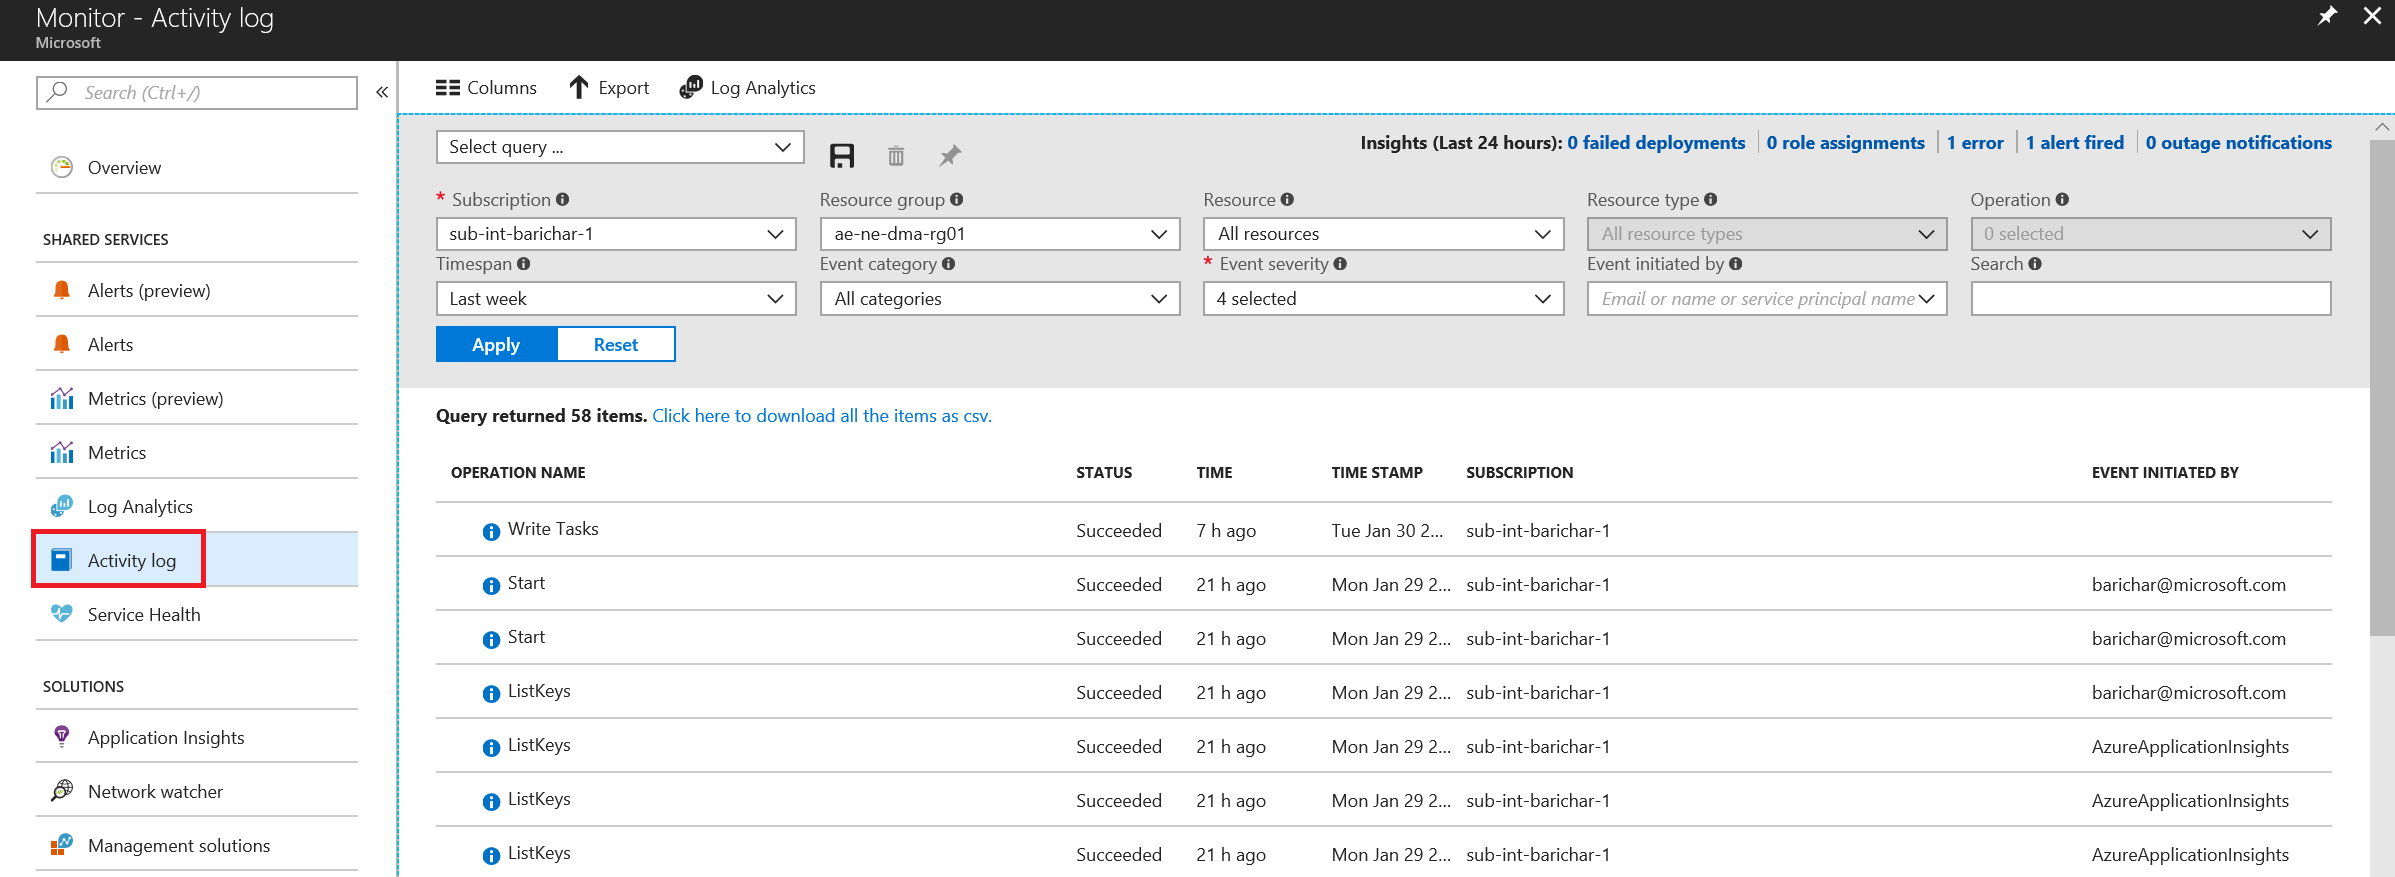 Monitor - Activity log
Microsoft
Search (Ctrl+/)
«
Overview
SHARED SERVICES
Alerts (preview)
Alerts
Metrics (preview)
Metrics
Log Analytics
Activity log
Service Health
SOLUTIONS
Application Insights
Network watcher
Management solutions
Columns Export Log Analytics
Select query ...
Insights (Last 24 hours): 0 failed deployments 0 role assignments 1 error 1 alert fired 0 outage notifications
* Subscription Resource group Resource Resource type Operation
sub-int-barichar-1 ae-ne-dma-rg01 All resources All resource types 0 selected
Timespan Event category * Event severity Event initiated by Search
Last week All categories 4 selected Email or name or service principal name
Apply Reset
Query returned 58 items. Click here to download all the items as csv.
OPERATION NAME STATUS TIME TIME STAMP SUBSCRIPTION EVENT INITIATED BY
Write Tasks Succeeded 7 h ago Tue Jan 30 2... sub-int-barichar-1
Start Succeeded 21 h ago Mon Jan 29 2... sub-int-barichar-1 barichar@microsoft.com
Start Succeeded 21 h ago Mon Jan 29 2... sub-int-barichar-1 barichar@microsoft.com
ListKeys Succeeded 21 h ago Mon Jan 29 2... sub-int-barichar-1 barichar@microsoft.com
ListKeys Succeeded 21 h ago Mon Jan 29 2... sub-int-barichar-1 AzureApplicationInsights
ListKeys Succeeded 21 h ago Mon Jan 29 2... sub-int-barichar-1 AzureApplicationInsights
ListKeys Succeeded 21 h ago Mon Jan 29 2... sub-int-barichar-1 AzureApplicationInsights